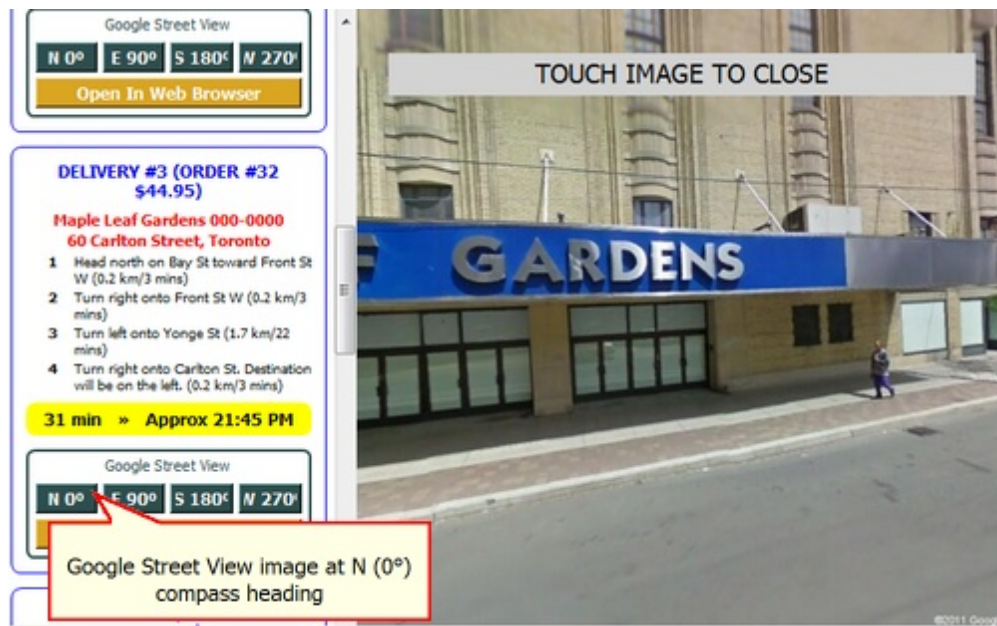 Google Street View
N 0º E 90º S 180º W 270º
Open In Web Browser
DELIVERY #3 (ORDER #32
$44.95)
Maple Leaf Gardens 000-0000
60 Carlton Street, Toronto
1 Head north on Bay St toward Front St
W (0.2 km/3 mins)
2 Turn right onto Front St W (0.2 km/3
mins)
3 Turn left onto Yonge St (1.7 km/22
mins)
4 Turn right onto Carlton St. Destination
will be on the left. (0.2 km/3 mins)
31 min » Approx 21:45 PM
Google Street View
N 0º E 90º S 180º W 270º
Google Street View image at N (0°)
compass heading
TOUCH IMAGE TO CLOSE
F GARDENS
©2011 Goog